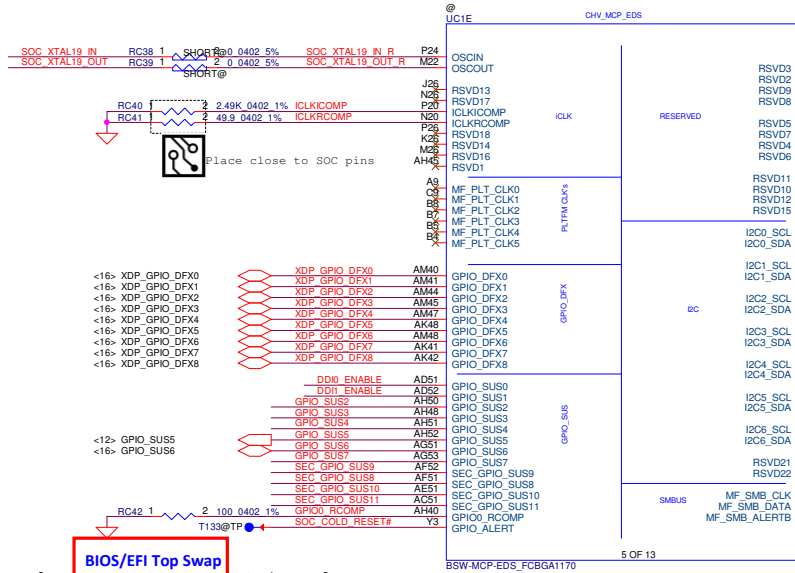 @
UC1E
CHV_MCP_EDS
SOC_XTAL19_IN RC38 1 2 0_0402_5% SOC_XTAL19_IN_R P24 OSCIN
SHORT@
SOC_XTAL19_OUT RC39 1 2 0_0402_5% SOC_XTAL19_OUT_R M22 OSCOUT
SHORT@
J26 RSVD13
N26 RSVD17
RC40 1 2 2.49K_0402_1% ICLKICOMP P20 ICLKICOMP
RC41 1 2 49.9_0402_1% ICLKRCOMP N20 ICLKRCOMP
P26 RSVD18
K26 RSVD14
M26 RSVD16
AH45 RSVD1
Place close to SOC pins
iCLK
RESERVED
RSVD3
RSVD2
RSVD9
RSVD8
RSVD5
RSVD7
RSVD4
RSVD6
RSVD11
RSVD10
RSVD12
RSVD15
A9 MF_PLT_CLK0
C9 MF_PLT_CLK1
B8 MF_PLT_CLK2
B7 MF_PLT_CLK3
B5 MF_PLT_CLK4
B4 MF_PLT_CLK5
PLTFM CLK's
I2C0_SCL
I2C0_SDA
I2C1_SCL
I2C1_SDA
I2C2_SCL
I2C2_SDA
I2C3_SCL
I2C3_SDA
I2C4_SCL
I2C4_SDA
I2C5_SCL
I2C5_SDA
I2C6_SCL
I2C6_SDA
I2C
<16> XDP_GPIO_DFX0 XDP_GPIO_DFX0 AM40 GPIO_DFX0
<16> XDP_GPIO_DFX1 XDP_GPIO_DFX1 AM41 GPIO_DFX1
<16> XDP_GPIO_DFX2 XDP_GPIO_DFX2 AM44 GPIO_DFX2
<16> XDP_GPIO_DFX3 XDP_GPIO_DFX3 AM45 GPIO_DFX3
<16> XDP_GPIO_DFX4 XDP_GPIO_DFX4 AM47 GPIO_DFX4
<16> XDP_GPIO_DFX5 XDP_GPIO_DFX5 AK48 GPIO_DFX5
<16> XDP_GPIO_DFX6 XDP_GPIO_DFX6 AM48 GPIO_DFX6
<16> XDP_GPIO_DFX7 XDP_GPIO_DFX7 AK41 GPIO_DFX7
<16> XDP_GPIO_DFX8 XDP_GPIO_DFX8 AK42 GPIO_DFX8
GPIO_DFX
DDI0_ENABLE AD51 GPIO_SUS0
DDI1_ENABLE AD52 GPIO_SUS1
GPIO_SUS2 AH50 GPIO_SUS2
GPIO_SUS3 AH48 GPIO_SUS3
GPIO_SUS4 AH51 GPIO_SUS4
<12> GPIO_SUS5 GPIO_SUS5 AH52 GPIO_SUS5
<16> GPIO_SUS6 GPIO_SUS6 AG51 GPIO_SUS6
GPIO_SUS7 AG53 GPIO_SUS7
SEC_GPIO_SUS9 AF52 SEC_GPIO_SUS9
SEC_GPIO_SUS8 AF51 SEC_GPIO_SUS8
SEC_GPIO_SUS10 AE51 SEC_GPIO_SUS10
SEC_GPIO_SUS11 AC51 SEC_GPIO_SUS11
RC42 1 2 100_0402_1% GPIO0_RCOMP AH40 GPIO0_RCOMP
T133@TP SOC_COLD_RESET# Y3 GPIO_ALERT
GPIO_SUS
RSVD21
RSVD22
SMBUS
MF_SMB_CLK
MF_SMB_DATA
MF_SMB_ALERTB
5 OF 13
BSW-MCP-EDS_FCBGA1170
BIOS/EFI Top Swap